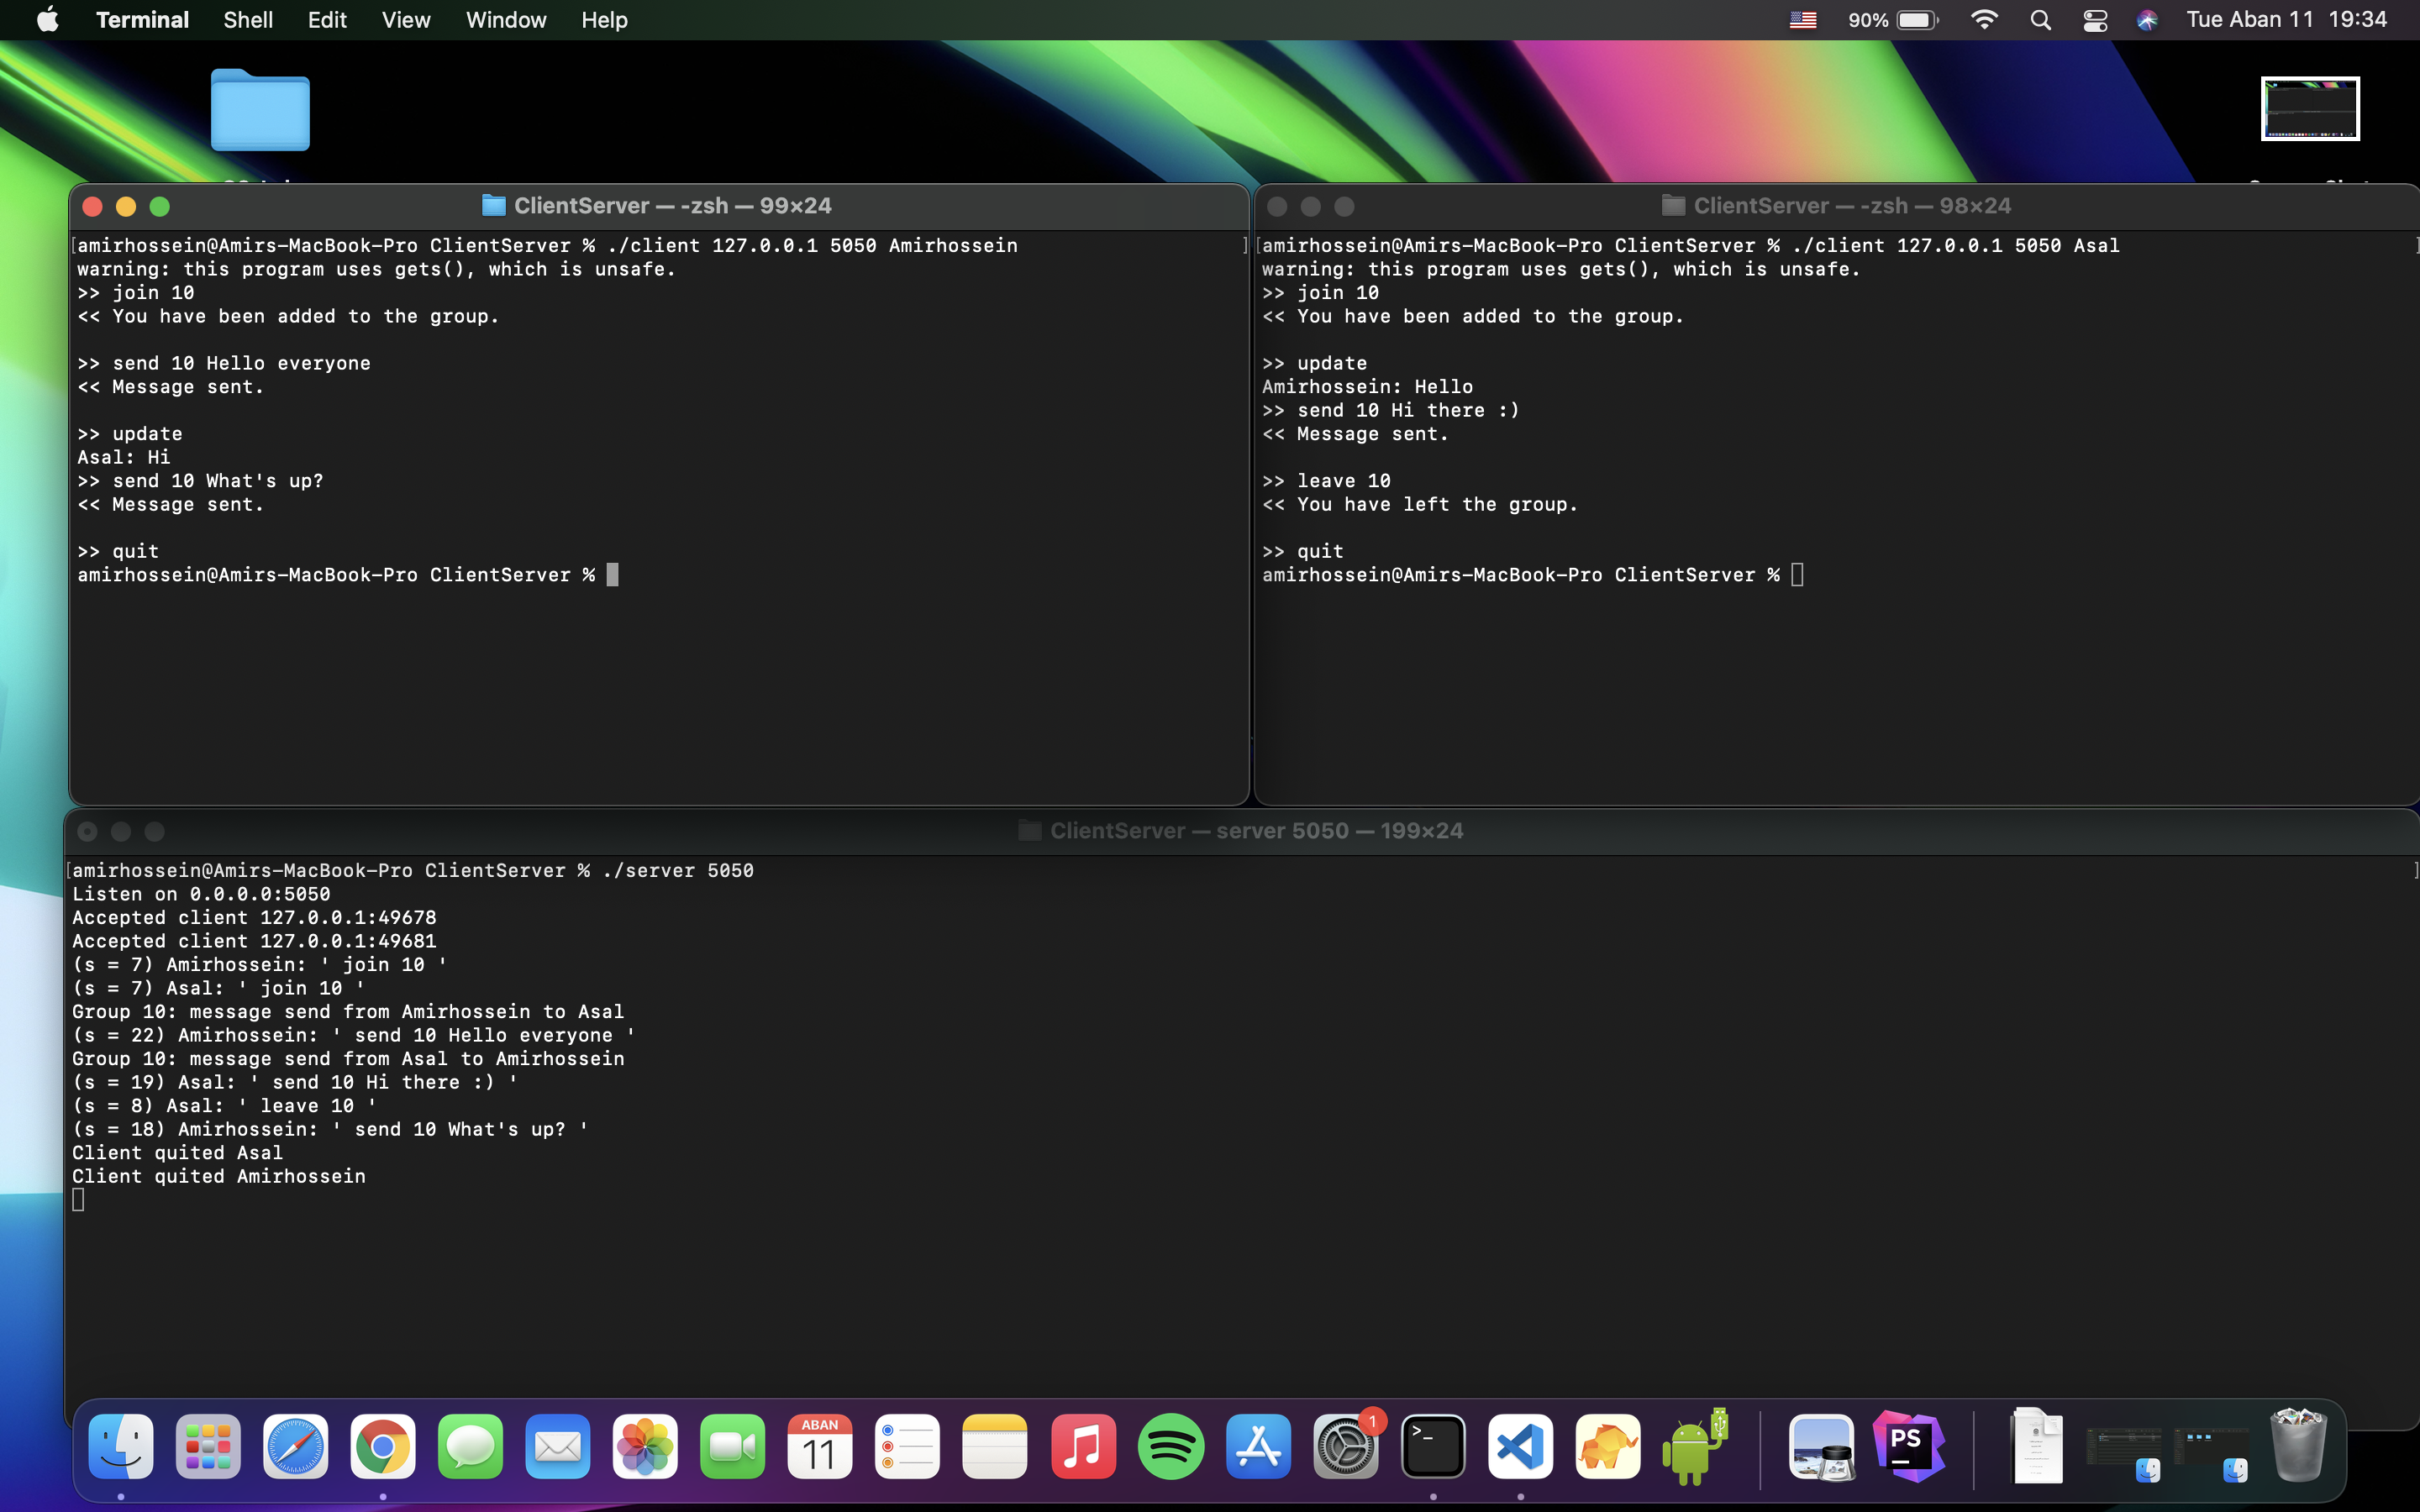 Terminal Shell Edit View Window Help 90% Tue Aban 11 19:34
ClientServer — -zsh — 99×24
[amirhossein@Amirs-MacBook-Pro ClientServer % ./client 127.0.0.1 5050 Amirhossein ]
warning: this program uses gets(), which is unsafe.
>> join 10
<< You have been added to the group.
>> send 10 Hello everyone
<< Message sent.
>> update
Asal: Hi
>> send 10 What's up?
<< Message sent.
>> quit
amirhossein@Amirs-MacBook-Pro ClientServer %
ClientServer — -zsh — 98×24
[amirhossein@Amirs-MacBook-Pro ClientServer % ./client 127.0.0.1 5050 Asal ]
warning: this program uses gets(), which is unsafe.
>> join 10
<< You have been added to the group.
>> update
Amirhossein: Hello
>> send 10 Hi there :)
<< Message sent.
>> leave 10
<< You have left the group.
>> quit
amirhossein@Amirs-MacBook-Pro ClientServer %
ClientServer — server 5050 — 199×24
[amirhossein@Amirs-MacBook-Pro ClientServer % ./server 5050 ]
Listen on 0.0.0.0:5050
Accepted client 127.0.0.1:49678
Accepted client 127.0.0.1:49681
(s = 7) Amirhossein: ' join 10 '
(s = 7) Asal: ' join 10 '
Group 10: message send from Amirhossein to Asal
(s = 22) Amirhossein: ' send 10 Hello everyone '
Group 10: message send from Asal to Amirhossein
(s = 19) Asal: ' send 10 Hi there :) '
(s = 8) Asal: ' leave 10 '
(s = 18) Amirhossein: ' send 10 What's up? '
Client quited Asal
Client quited Amirhossein
ABAN
11
1
>_
PS